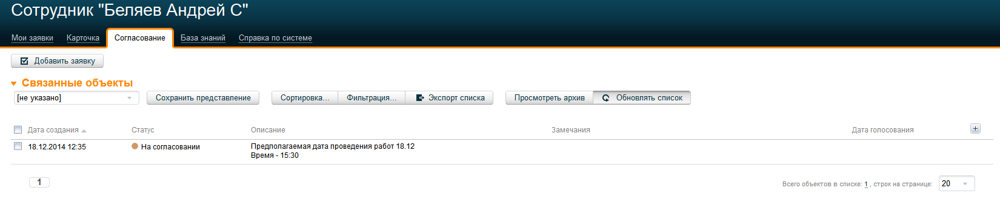 Сотрудник "Беляев Андрей С"
Мои заявки Карточка Согласование База знаний Справка по системе
Добавить заявку
Связанные объекты
[не указано] Сохранить представление Сортировка... Фильтрация... Экспорт списка Просмотреть архив Обновлять список
Дата создания Статус Описание Замечания Дата голосования
18.12.2014 12:35 На согласовании Предполагаемая дата проведения работ 18.12
Время - 15:30
1 Всего объектов в списке: 1 , строк на странице: 20